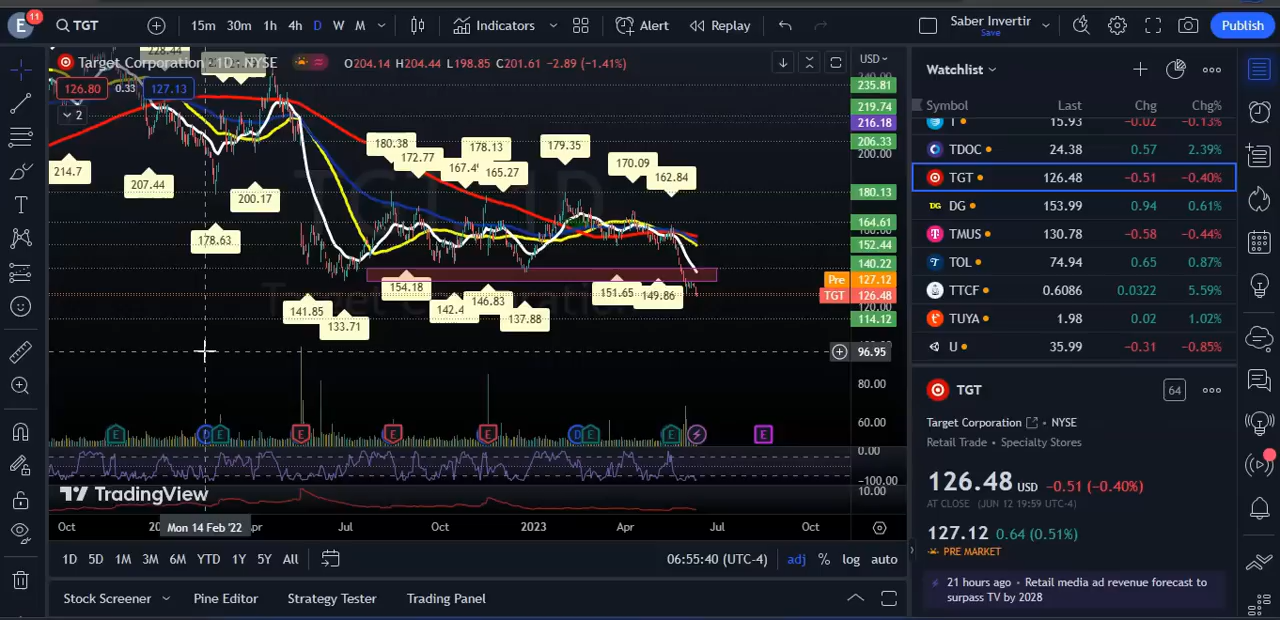 E 11 TGT 15m 30m 1h 4h D W M Indicators Alert Replay Saber Invertir Save Publish
Target Corporation · 1D · NYSE O204.14 H204.44 L198.85 C201.61 −2.89 (−1.41%) USD
126.80 0.33 127.13
2
228.44
214.7
207.44
178.63
200.17
141.85
133.71
180.38
154.18
172.77
142.4
167.4
146.83
178.13
165.27
137.88
179.35
170.09
151.65
162.84
149.86
240.00
235.81
219.74
216.18
206.33
200.00
180.13
164.61
160.00
152.44
140.22
Pre 127.12
TGT 126.48
120.00
114.12
96.95
80.00
60.00
0.00
−100.00
10.00
E D E E E E D E E E
TradingView
Oct Mon 14 Feb '22 Apr Jul Oct 2023 Apr Jul Oct
1D 5D 1M 3M 6M YTD 1Y 5Y All 06:55:40 (UTC-4) adj % log auto
Stock Screener Pine Editor Strategy Tester Trading Panel
Watchlist
Symbol Last Chg Chg%
T 15.93 −0.02 −0.13%
TDOC 24.38 0.57 2.39%
TGT 126.48 −0.51 −0.40%
DG DG 153.99 0.94 0.61%
TMUS 130.78 −0.58 −0.44%
TOL 74.94 0.65 0.87%
TTCF 0.6086 0.0322 5.59%
TUYA 1.98 0.02 1.02%
U 35.99 −0.31 −0.85%
TGT 64
Target Corporation · NYSE
Retail Trade · Specialty Stores
126.48 USD −0.51 (−0.40%)
AT CLOSE (JUN 12 19:59 UTC-4)
127.12 0.64 (0.51%)
PRE MARKET
21 hours ago · Retail media ad revenue forecast to
surpass TV by 2028